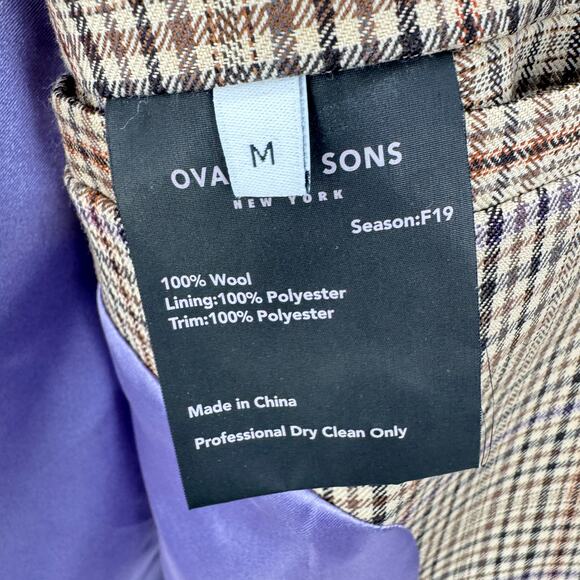 M
OVA SONS
NEW YORK
Season:F19
100% Wool
Lining:100% Polyester
Trim:100% Polyester
Made in China
Professional Dry Clean Only